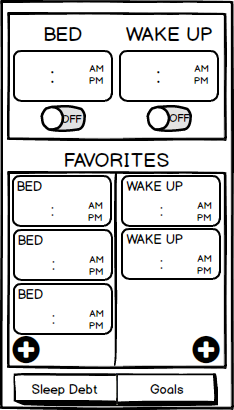 BED WAKE UP
: AM : AM
PM PM
OFF OFF
FAVORITES
BED WAKE UP
: AM : AM
PM PM
BED WAKE UP
: AM : AM
PM PM
BED
: AM
PM
+ +
Sleep Debt Goals